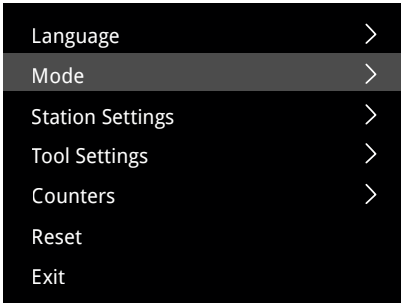 Language
Mode
Station Settings
Tool Settings
Counters
Reset
Exit